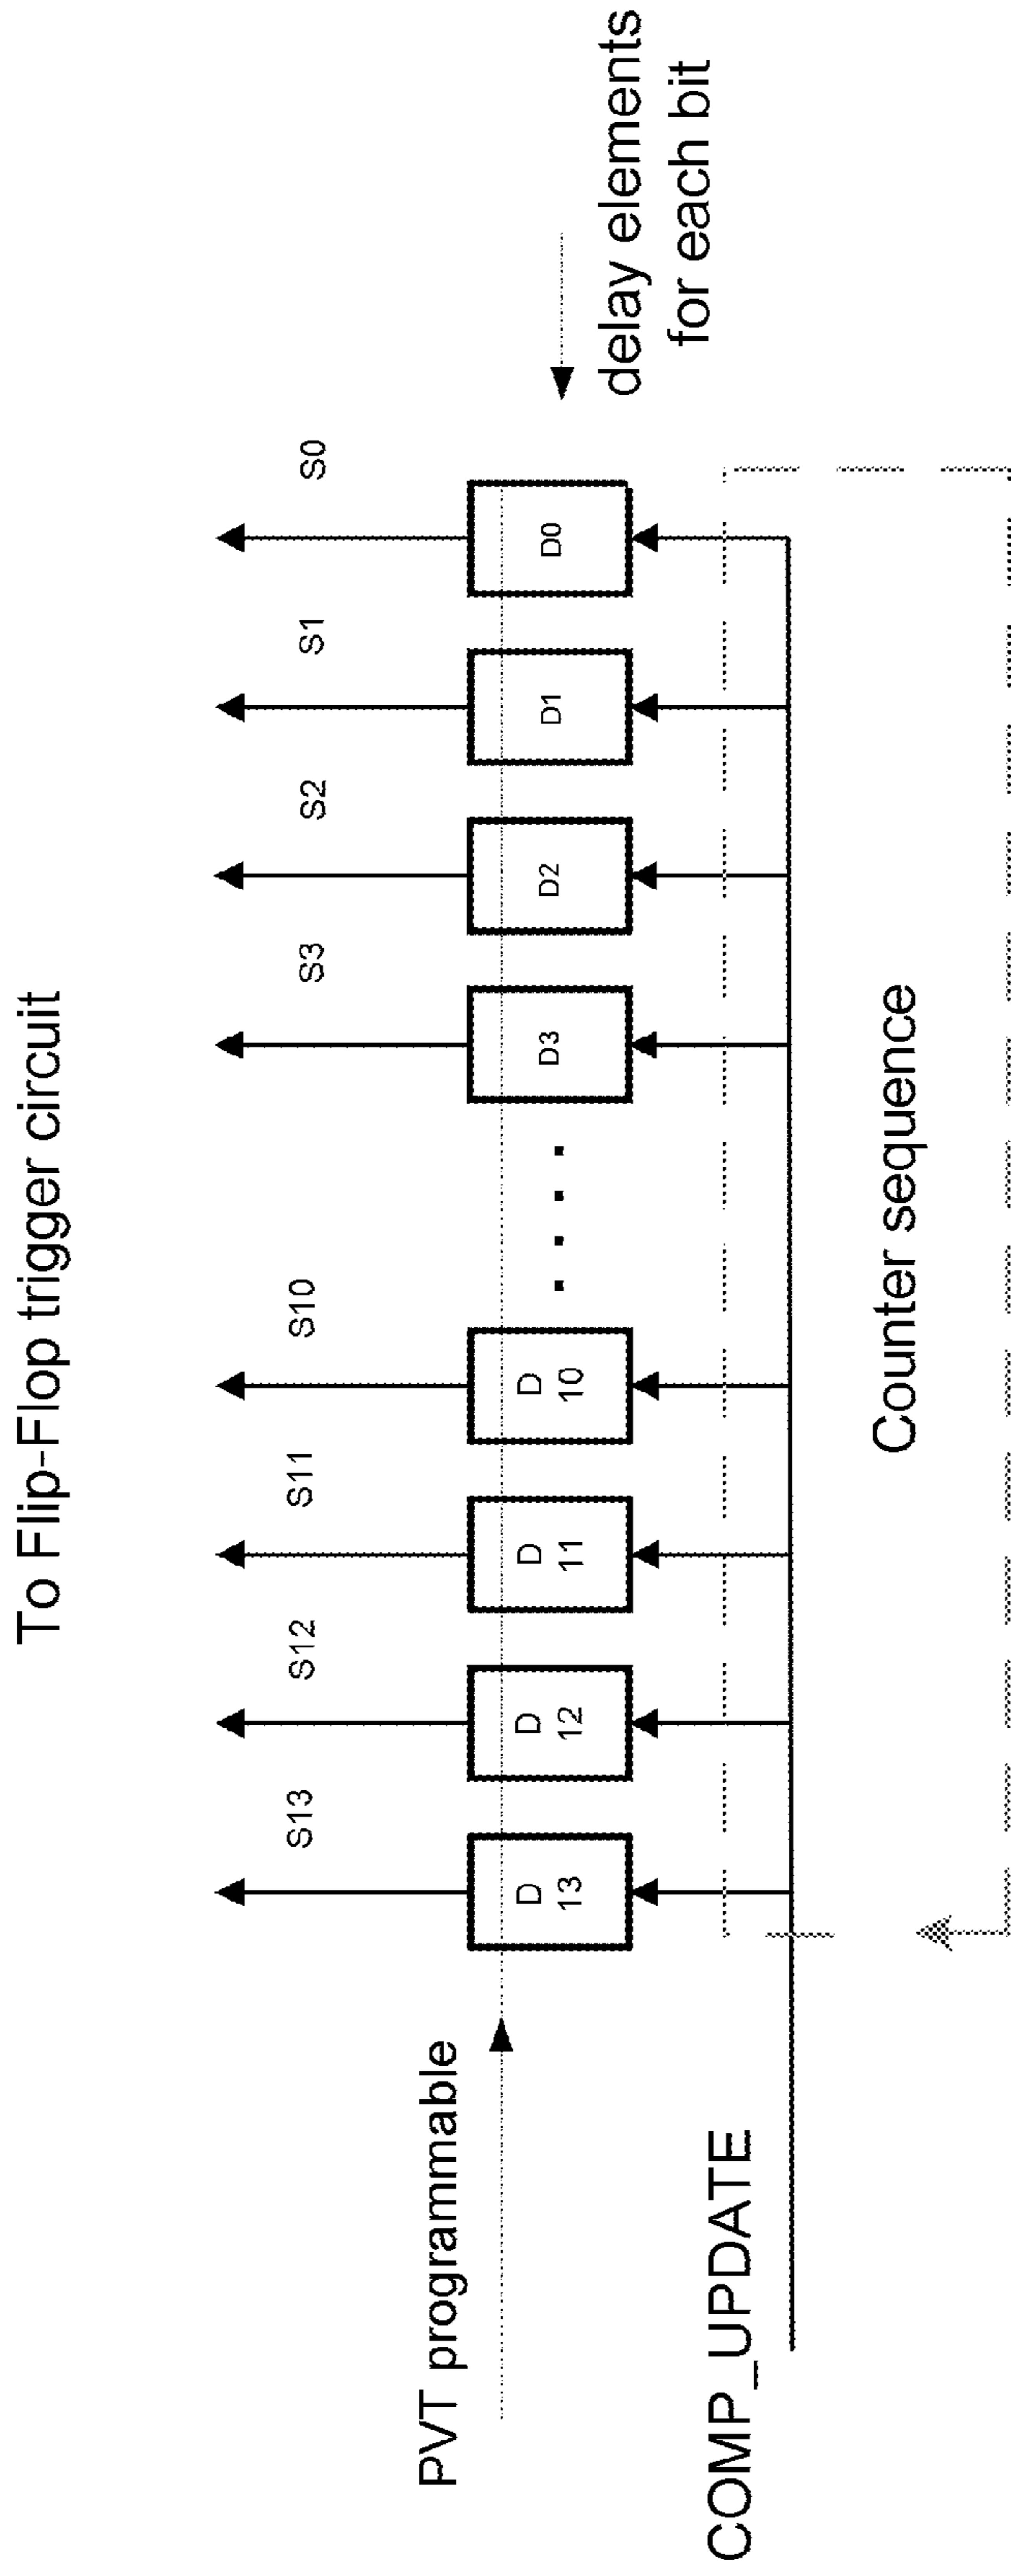 To Flip-Flop trigger circuit
S13
S12
S11
S10
S3
S2
S1
S0
PVT programmable
D
13
D
12
D
11
D
10
. . . .
D3
D2
D1
D0
delay elements
for each bit
COMP_UPDATE
Counter sequence